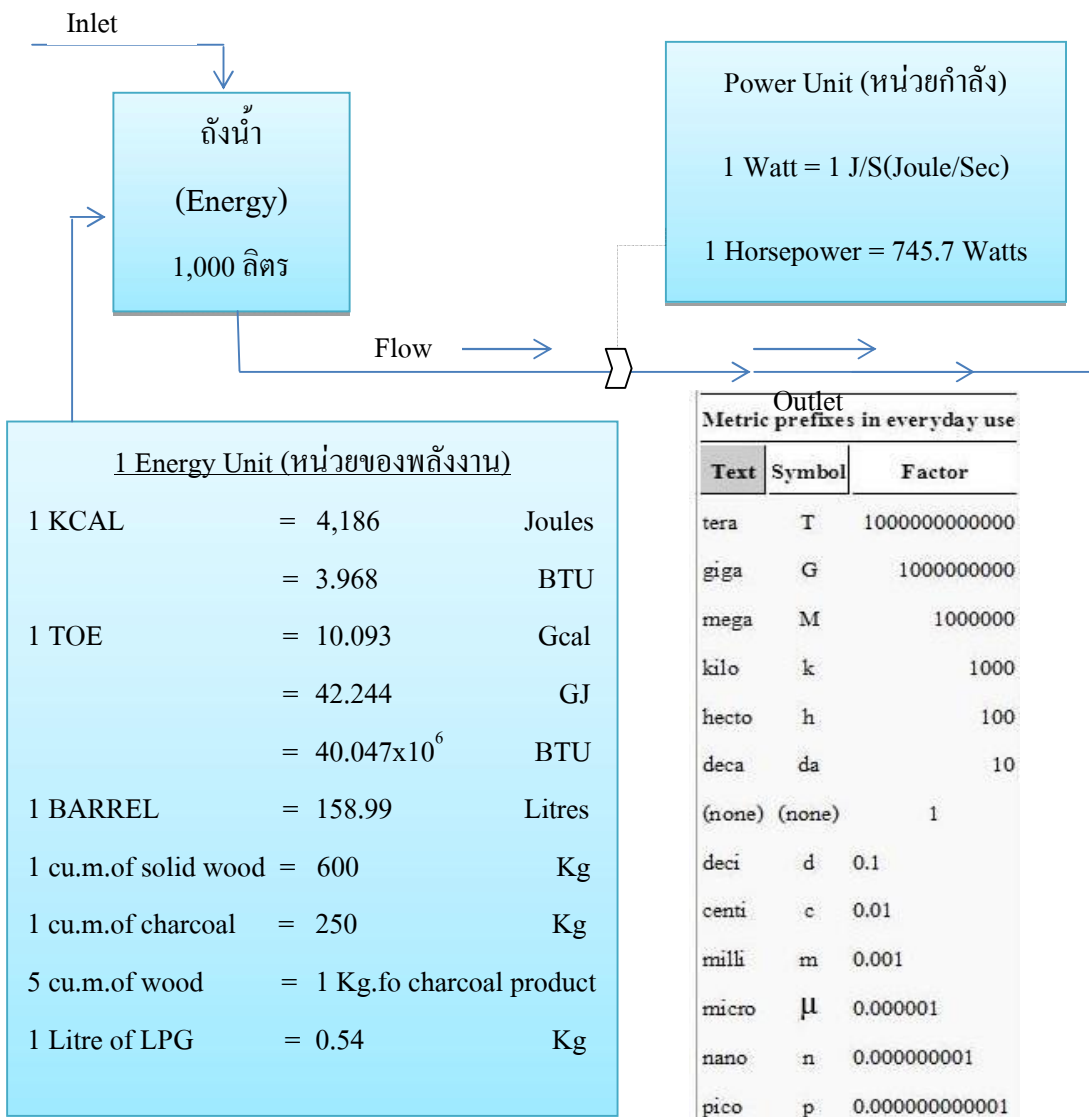 Inlet
ถังน้ำ
(Energy)
1,000 ลิตร
Power Unit (หน่วยกำลัง)
1 Watt = 1 J/S(Joule/Sec)
1 Horsepower = 745.7 Watts
Flow
Outlet
1 Energy Unit (หน่วยของพลังงาน)
1 KCAL = 4,186 Joules
= 3.968 BTU
1 TOE = 10.093 Gcal
= 42.244 GJ
= 40.047x10⁶ BTU
1 BARREL = 158.99 Litres
1 cu.m.of solid wood = 600 Kg
1 cu.m.of charcoal = 250 Kg
5 cu.m.of wood = 1 Kg.fo charcoal product
1 Litre of LPG = 0.54 Kg
Metric prefixes in everyday use
Text Symbol Factor
tera T 1000000000000
giga G 1000000000
mega M 1000000
kilo k 1000
hecto h 100
deca da 10
(none) (none) 1
deci d 0.1
centi c 0.01
milli m 0.001
micro μ 0.000001
nano n 0.000000001
pico p 0.000000000001